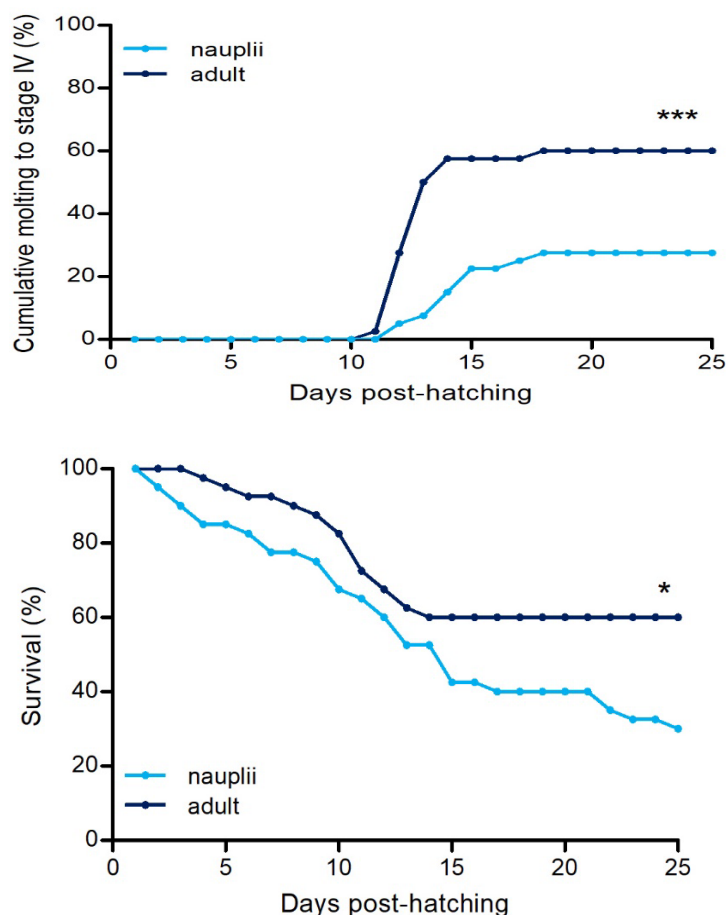 Cumulative molting to stage IV (%)
100
80
60
40
20
0
nauplii
adult
***
0 5 10 15 20 25
Days post-hatching
Survival (%)
100
80
60
40
20
0
*
nauplii
adult
0 5 10 15 20 25
Days post-hatching